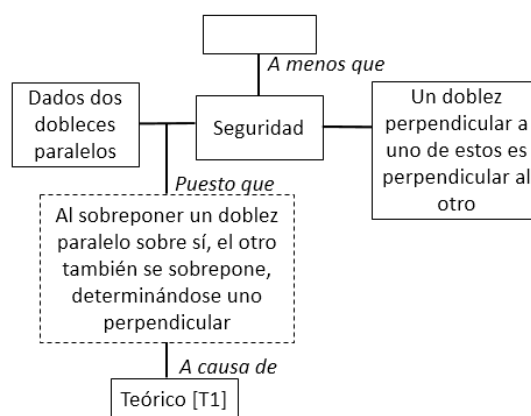 A menos que
Dados dos
dobleces
paralelos
Seguridad
Un doblez
perpendicular a
uno de estos es
perpendicular al
otro
Puesto que
Al sobreponer un doblez
paralelo sobre sí, el otro
también se sobrepone,
determinándose uno
perpendicular
A causa de
Teórico [T1]